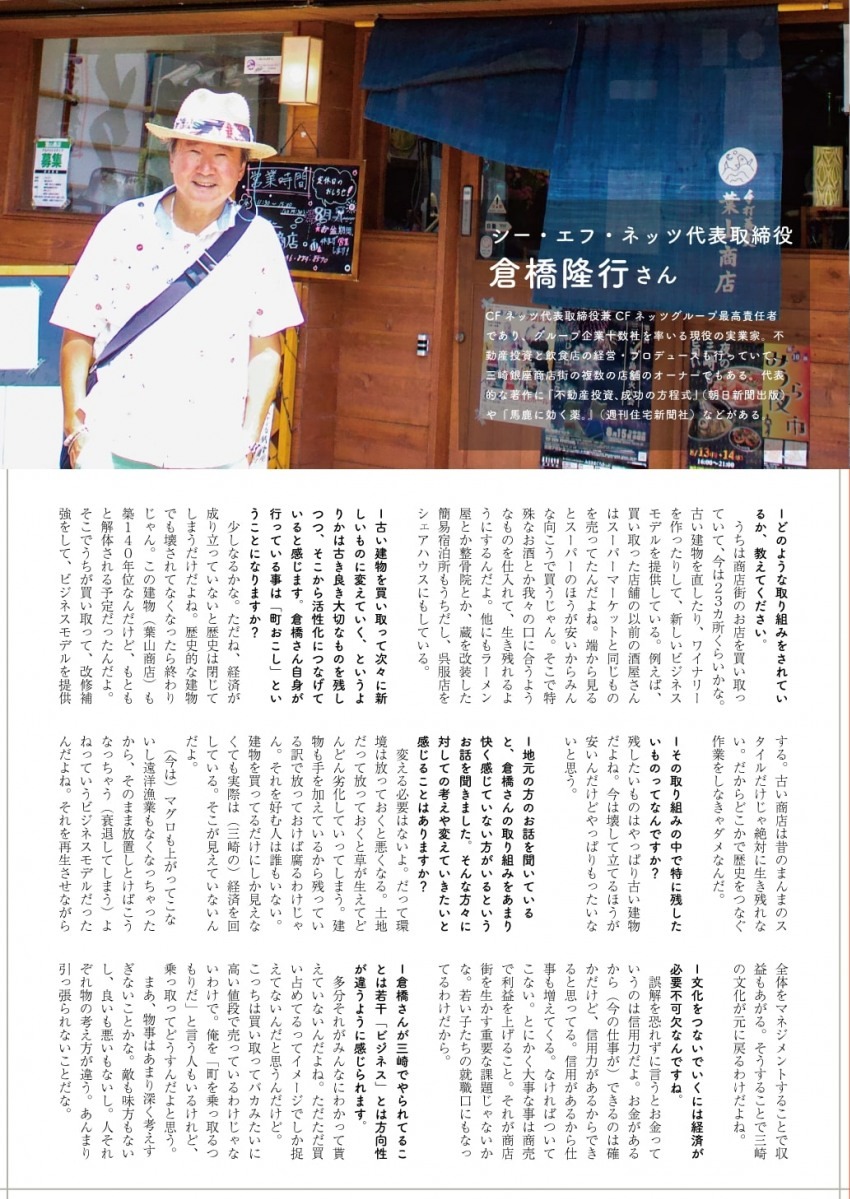 募集
営業時間
定休日の
おしらせ!
商店
葉
商店
シー・エフ・ネッツ代表取締役
倉橋隆行さん
CFネッツ代表取締役兼CFネッツグループ最高責任者
であり、グループ企業十数社を率いる現役の実業家。不
動産投資と飲食店の経営・プロデュースも行っていて、
三崎銀座商店街の複数の店舗のオーナーでもある。代表
的な著作に『不動産投資、成功の方程式』(朝日新聞出版)
や『馬鹿に効く薬。』(週刊住宅新聞社)などがある。
8月15日
16:00〜21:00
ーどのような取り組みをされてい
るか、教えてください。
うちは商店街のお店を買い取っ
ていて、今は23カ所くらいかな。
古い建物を直したり、ワイナリー
を作ったりして、新しいビジネス
モデルを提供している。例えば、
買い取った店舗の以前の酒屋さん
はスーパーマーケットと同じもの
を売ってたんだよね。端から見る
とスーパーのほうが安いからみん
な向こうで買うじゃん。そこで特
殊なお酒とか我々の口に合うよう
なものを仕入れて、生き残れるよ
うにするんだよ。他にもラーメン
屋とか整骨院とか、蔵を改装した
簡易宿泊所もうちだし、呉服店を
シェアハウスにもしている。
ー古い建物を買い取って次々に新
しいものに変えていく、というよ
りかは古き良き大切なものを残し
つつ、そこから活性化につなげて
いると感じます。倉橋さん自身が
行っている事は「町おこし」とい
うことになりますか?
少しなるかな。ただね、経済が
成り立っていないと歴史は閉じて
しまうだけだよね。歴史的な建物
でも壊されてなくなったら終わり
じゃん。この建物(葉山商店)も
築140年位なんだけど、もとも
と解体される予定だったんだよ。
そこでうちが買い取って、改修補
強をして、ビジネスモデルを提供
する。古い商店は昔のまんまのス
タイルだけじゃ絶対に生き残れな
い。だからどこかで歴史をつなぐ
作業をしなきゃダメなんだ。
ーその取り組みの中で特に残した
いものってなんですか?
残したいものはやっぱり古い建物
だよね。今は壊して立てるほうが
安いんだけどやっぱりもったいな
いと思う。
ー地元の方のお話を聞いている
と、倉橋さんの取り組みをあまり
快く感じていない方がいるという
お話を聞きました。そんな方々に
対しての考えや変えていきたいと
感じることはありますか?
変える必要はないよ。だって環
境は放っておくと悪くなる。土地
だって放っておくと草が生えてど
んどん劣化していってしまう。建
物も手を加えているから残ってい
る訳で放っておけば腐るわけじゃ
ん。それを好む人は誰もいない。
建物を買ってるだけにしか見えな
くても実際は(三崎の)経済を回
している。そこが見えていないん
だよ。
(今は)マグロも上がってこな
いし遠洋漁業もなくなっちゃった
から、そのまま放置しとけばこう
なっちゃう(衰退してしまう)よ
ねっていうビジネスモデルだった
んだよね。それを再生させながら
全体をマネジメントすることで収
益もあがる。そうすることで三崎
の文化が元に戻るわけだよね。
ー文化をつないでいくには経済が
必要不可欠なんですね。
誤解を恐れずに言うとお金って
いうのは信用力だよ。お金がある
から(今の仕事が)できるのは確
かだけど、信用力があるからでき
ると思ってる。信用があるから仕
事も増えてくる。なければついて
こない。とにかく大事な事は商売
で利益を上げること。それが商店
街を生かす重要な課題じゃないか
な。若い子たちの就職口にもなっ
てるわけだから。
ー倉橋さんが三崎でやられてるこ
とは若干「ビジネス」とは方向性
が違うように感じられます。
多分それがみんなにわかって貰
えていないんだよね。ただただ買
い占めてるってイメージでしか捉
えてないんだと思うんだけど。
こっちは買い取ってバカみたいに
高い値段で売っているわけじゃな
いわけで。俺を「町を乗っ取るつ
もりだ」と言う人もいるけれど、
乗っ取ってどうすんだよと思う。
まあ、物事はあまり深く考えす
ぎないことかな。敵も味方もない
し、良いも悪いもないし。人それ
ぞれ物の考え方が違う。あんまり
引っ張られないことだな。